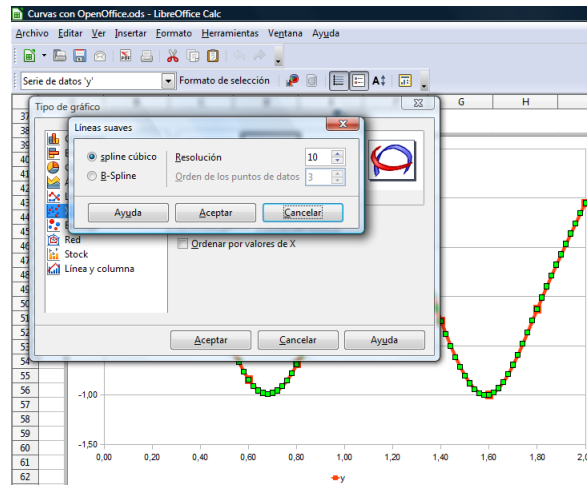 Curvas con OpenOffice.ods - LibreOffice Calc
Archivo Editar Ver Insertar Formato Herramientas Ventana Ayuda
Serie de datos 'y' Formato de selección
Tipo de gráfico
G H
37
38
39
40
41
42
43
44
45
46
47
48
49
50
51
52
53
54
55
56
57
58
59
60
61
62
Líneas suaves
spline cúbico Resolución 10
B-Spline Orden de los puntos de datos 3
Ayuda Aceptar Cancelar
Red
Stock
Línea y columna
Ordenar por valores de X
Aceptar Cancelar Ayuda
-1,00
-1,50
0,00 0,20 0,40 0,60 0,80 1,00 1,20 1,40 1,60 1,80
y